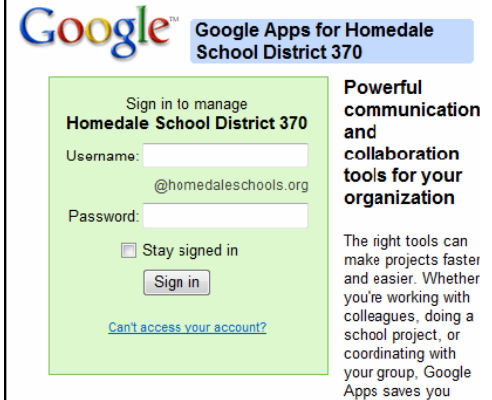 Google™
Google Apps for Homedale
School District 370
Sign in to manage
Homedale School District 370
Username:
@homedaleschools.org
Password:
Stay signed in
Sign in
Can't access your account?
Powerful
communication
and
collaboration
tools for your
organization
The right tools can
make projects faster
and easier. Whether
you're working with
colleagues, doing a
school project, or
coordinating with
your group, Google
Apps saves you